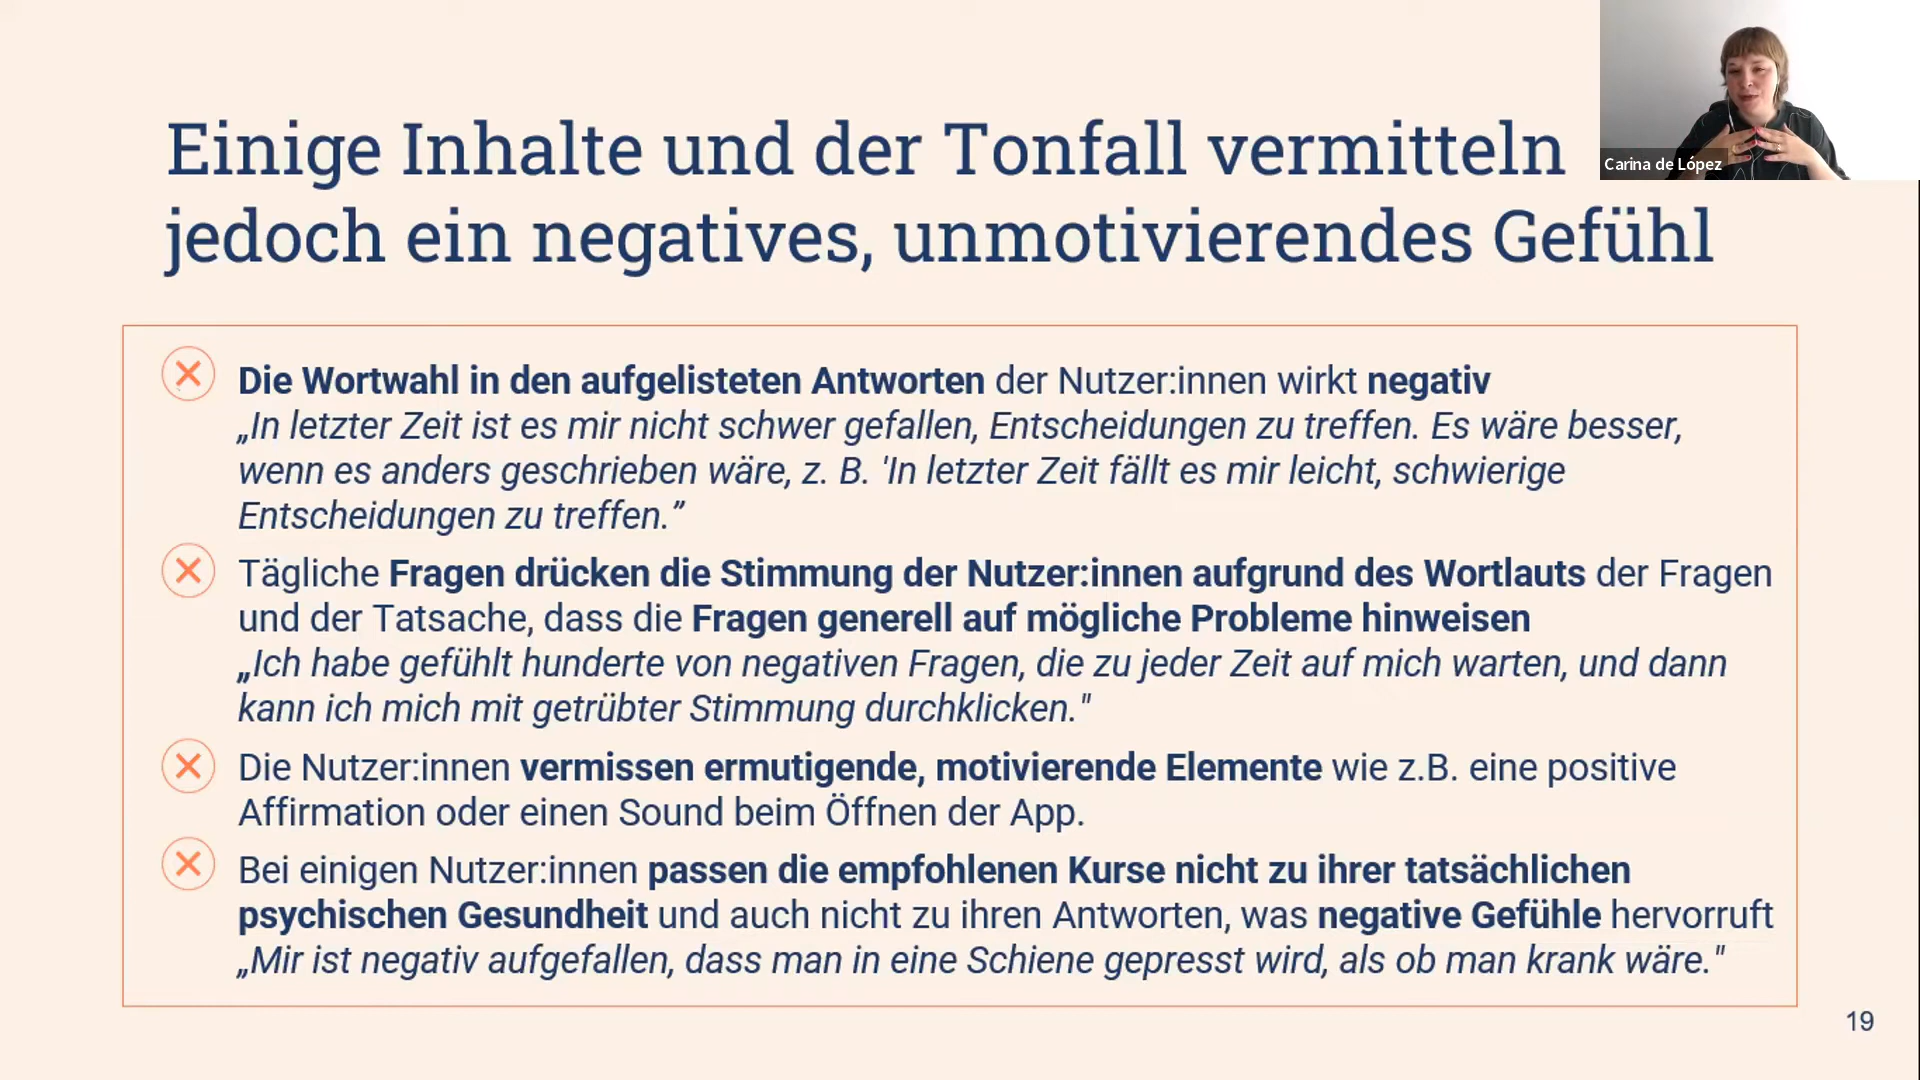 Einige Inhalte und der Tonfall vermitteln
jedoch ein negatives, unmotivierendes Gefühl
Carina de López
Die Wortwahl in den aufgelisteten Antworten der Nutzer:innen wirkt negativ
„In letzter Zeit ist es mir nicht schwer gefallen, Entscheidungen zu treffen. Es wäre besser,
wenn es anders geschrieben wäre, z. B. 'In letzter Zeit fällt es mir leicht, schwierige
Entscheidungen zu treffen.”
Tägliche Fragen drücken die Stimmung der Nutzer:innen aufgrund des Wortlauts der Fragen
und der Tatsache, dass die Fragen generell auf mögliche Probleme hinweisen
„Ich habe gefühlt hunderte von negativen Fragen, die zu jeder Zeit auf mich warten, und dann
kann ich mich mit getrübter Stimmung durchklicken."
Die Nutzer:innen vermissen ermutigende, motivierende Elemente wie z.B. eine positive
Affirmation oder einen Sound beim Öffnen der App.
Bei einigen Nutzer:innen passen die empfohlenen Kurse nicht zu ihrer tatsächlichen
psychischen Gesundheit und auch nicht zu ihren Antworten, was negative Gefühle hervorruft
„Mir ist negativ aufgefallen, dass man in eine Schiene gepresst wird, als ob man krank wäre."
19